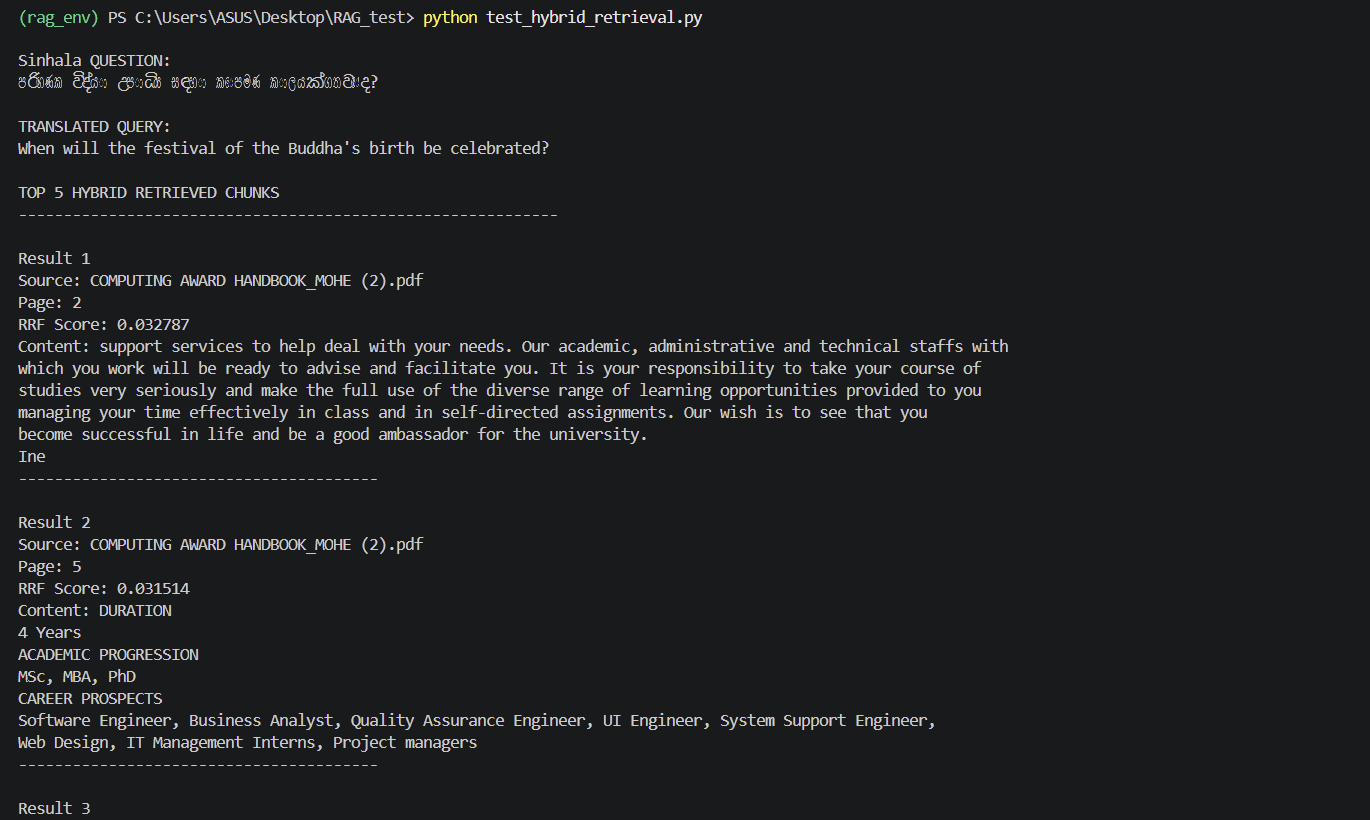 (rag_env) PS C:\Users\ASUS\Desktop\RAG_test> python test_hybrid_retrieval.py
Sinhala QUESTION:
පරිගණක විද්‍යා උපාධිය සඳහා කොපමණ කාලයක්ගතවේද?
TRANSLATED QUERY:
When will the festival of the Buddha's birth be celebrated?
TOP 5 HYBRID RETRIEVED CHUNKS
------------------------------------------------------------
Result 1
Source: COMPUTING AWARD HANDBOOK_MOHE (2).pdf
Page: 2
RRF Score: 0.032787
Content: support services to help deal with your needs. Our academic, administrative and technical staffs with
which you work will be ready to advise and facilitate you. It is your responsibility to take your course of
studies very seriously and make the full use of the diverse range of learning opportunities provided to you
managing your time effectively in class and in self-directed assignments. Our wish is to see that you
become successful in life and be a good ambassador for the university.
Ine
----------------------------------------
Result 2
Source: COMPUTING AWARD HANDBOOK_MOHE (2).pdf
Page: 5
RRF Score: 0.031514
Content: DURATION
4 Years
ACADEMIC PROGRESSION
MSc, MBA, PhD
CAREER PROSPECTS
Software Engineer, Business Analyst, Quality Assurance Engineer, UI Engineer, System Support Engineer,
Web Design, IT Management Interns, Project managers
----------------------------------------
Result 3